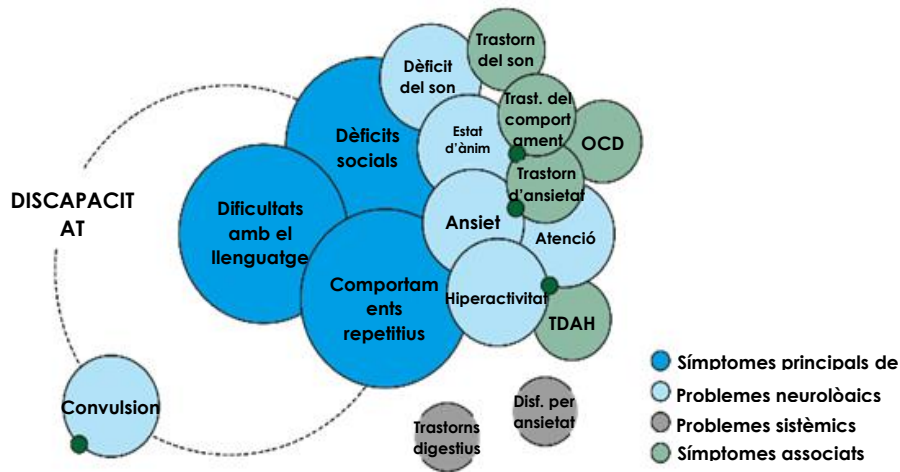 Trastorn
del son
Dèficit
del son
Trast. del
comport
ament
Estat
d'ànim
OCD
Dèficits
socials
Trastorn
d'ansietat
DISCAPACIT
AT
Dificultats
amb el
llenguatge
Ansiet
Atenció
Comportam
ents
repetitius
Hiperactivitat
TDAH
Convulsion
Trastorns
digestius
Disf. per
ansietat
Símptomes principals de
Problemes neurolòaics
Problemes sistèmics
Símptomes associats